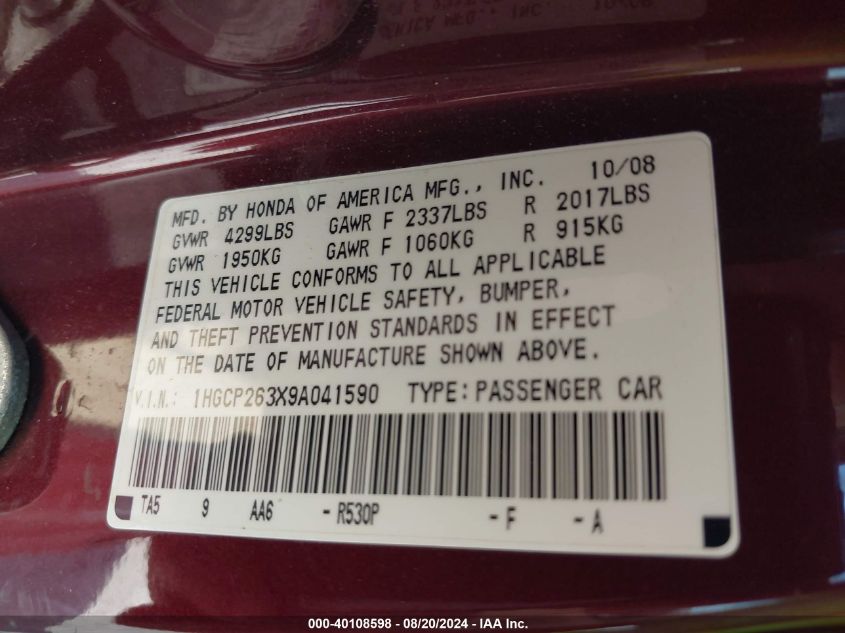 10/08
MFD. BY HONDA OF AMERICA MFG., INC.
GVWR 4299LBS GAWR F 2337LBS R 2017LBS
GVWR 1950KG GAWR F 1060KG R 915KG
THIS VEHICLE CONFORMS TO ALL APPLICABLE
FEDERAL MOTOR VEHICLE SAFETY, BUMPER,
AND THEFT PREVENTION STANDARDS IN EFFECT
ON THE DATE OF MANUFACTURE SHOWN ABOVE.
V.I.N.: 1HGCP263X9A041590 TYPE:PASSENGER CAR
TA5 9 AA6 -R530P -F -A
000-40108598 - 08/20/2024 - IAA Inc.